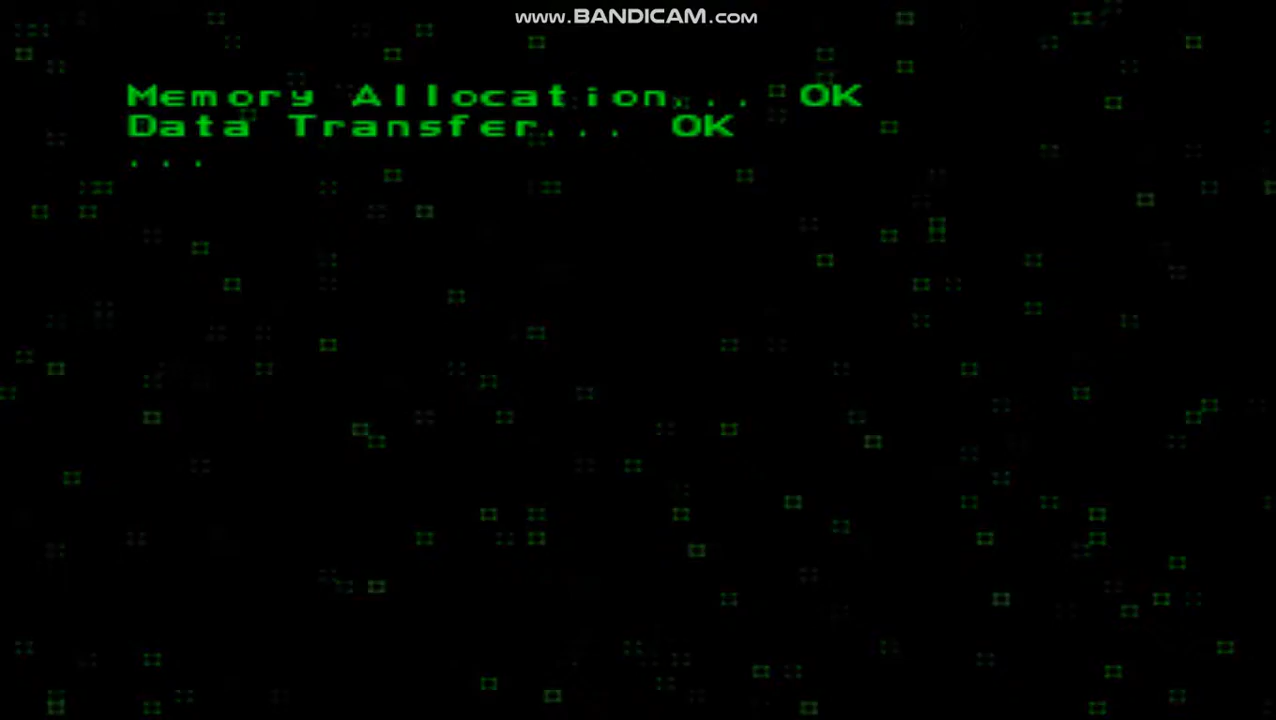 www.BANDICAM.com
Memory Allocation... OK
Data Transfer... OK
...